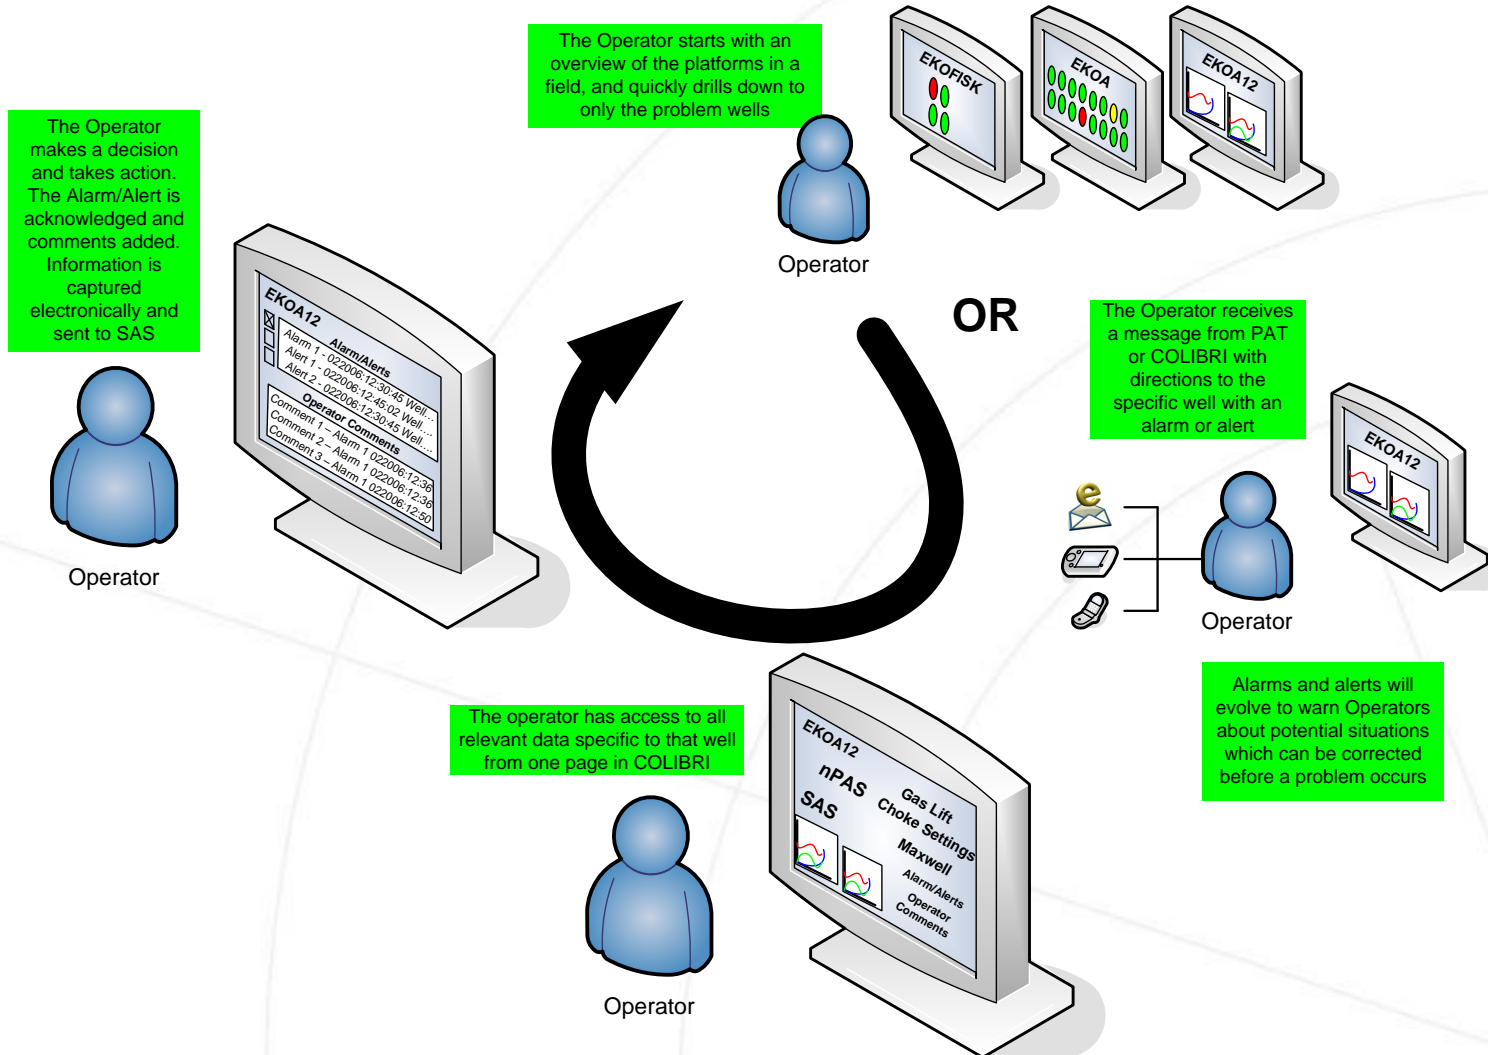 The Operator starts with an
overview of the platforms in a
field, and quickly drills down to
only the problem wells
Operator
EKOFISK
EKOA
EKOA12
The Operator
makes a decision
and takes action.
The Alarm/Alert is
acknowledged and
comments added.
Information is
captured
electronically and
sent to SAS
Operator
EKOA12
Alarm/Alerts
Alarm 1 - 022006:12:30:45 Well...
Alert 1 - 022006:12:45:02 Well....
Alert 2 - 022006:12:30:45 Well....
Operator Comments
Comment 1 – Alarm 1 022006:12:36
Comment 2 – Alarm 1 022006:12:36
Comment 3 – Alarm 1 022006:12:50
OR
The Operator receives
a message from PAT
or COLIBRI with
directions to the
specific well with an
alarm or alert
EKOA12
e
Operator
Alarms and alerts will
evolve to warn Operators
about potential situations
which can be corrected
before a problem occurs
The operator has access to all
relevant data specific to that well
from one page in COLIBRI
Operator
EKOA12
nPAS
SAS
Gas Lift
Choke Settings
Maxwell
Alarm/Alerts
Operator
Comments